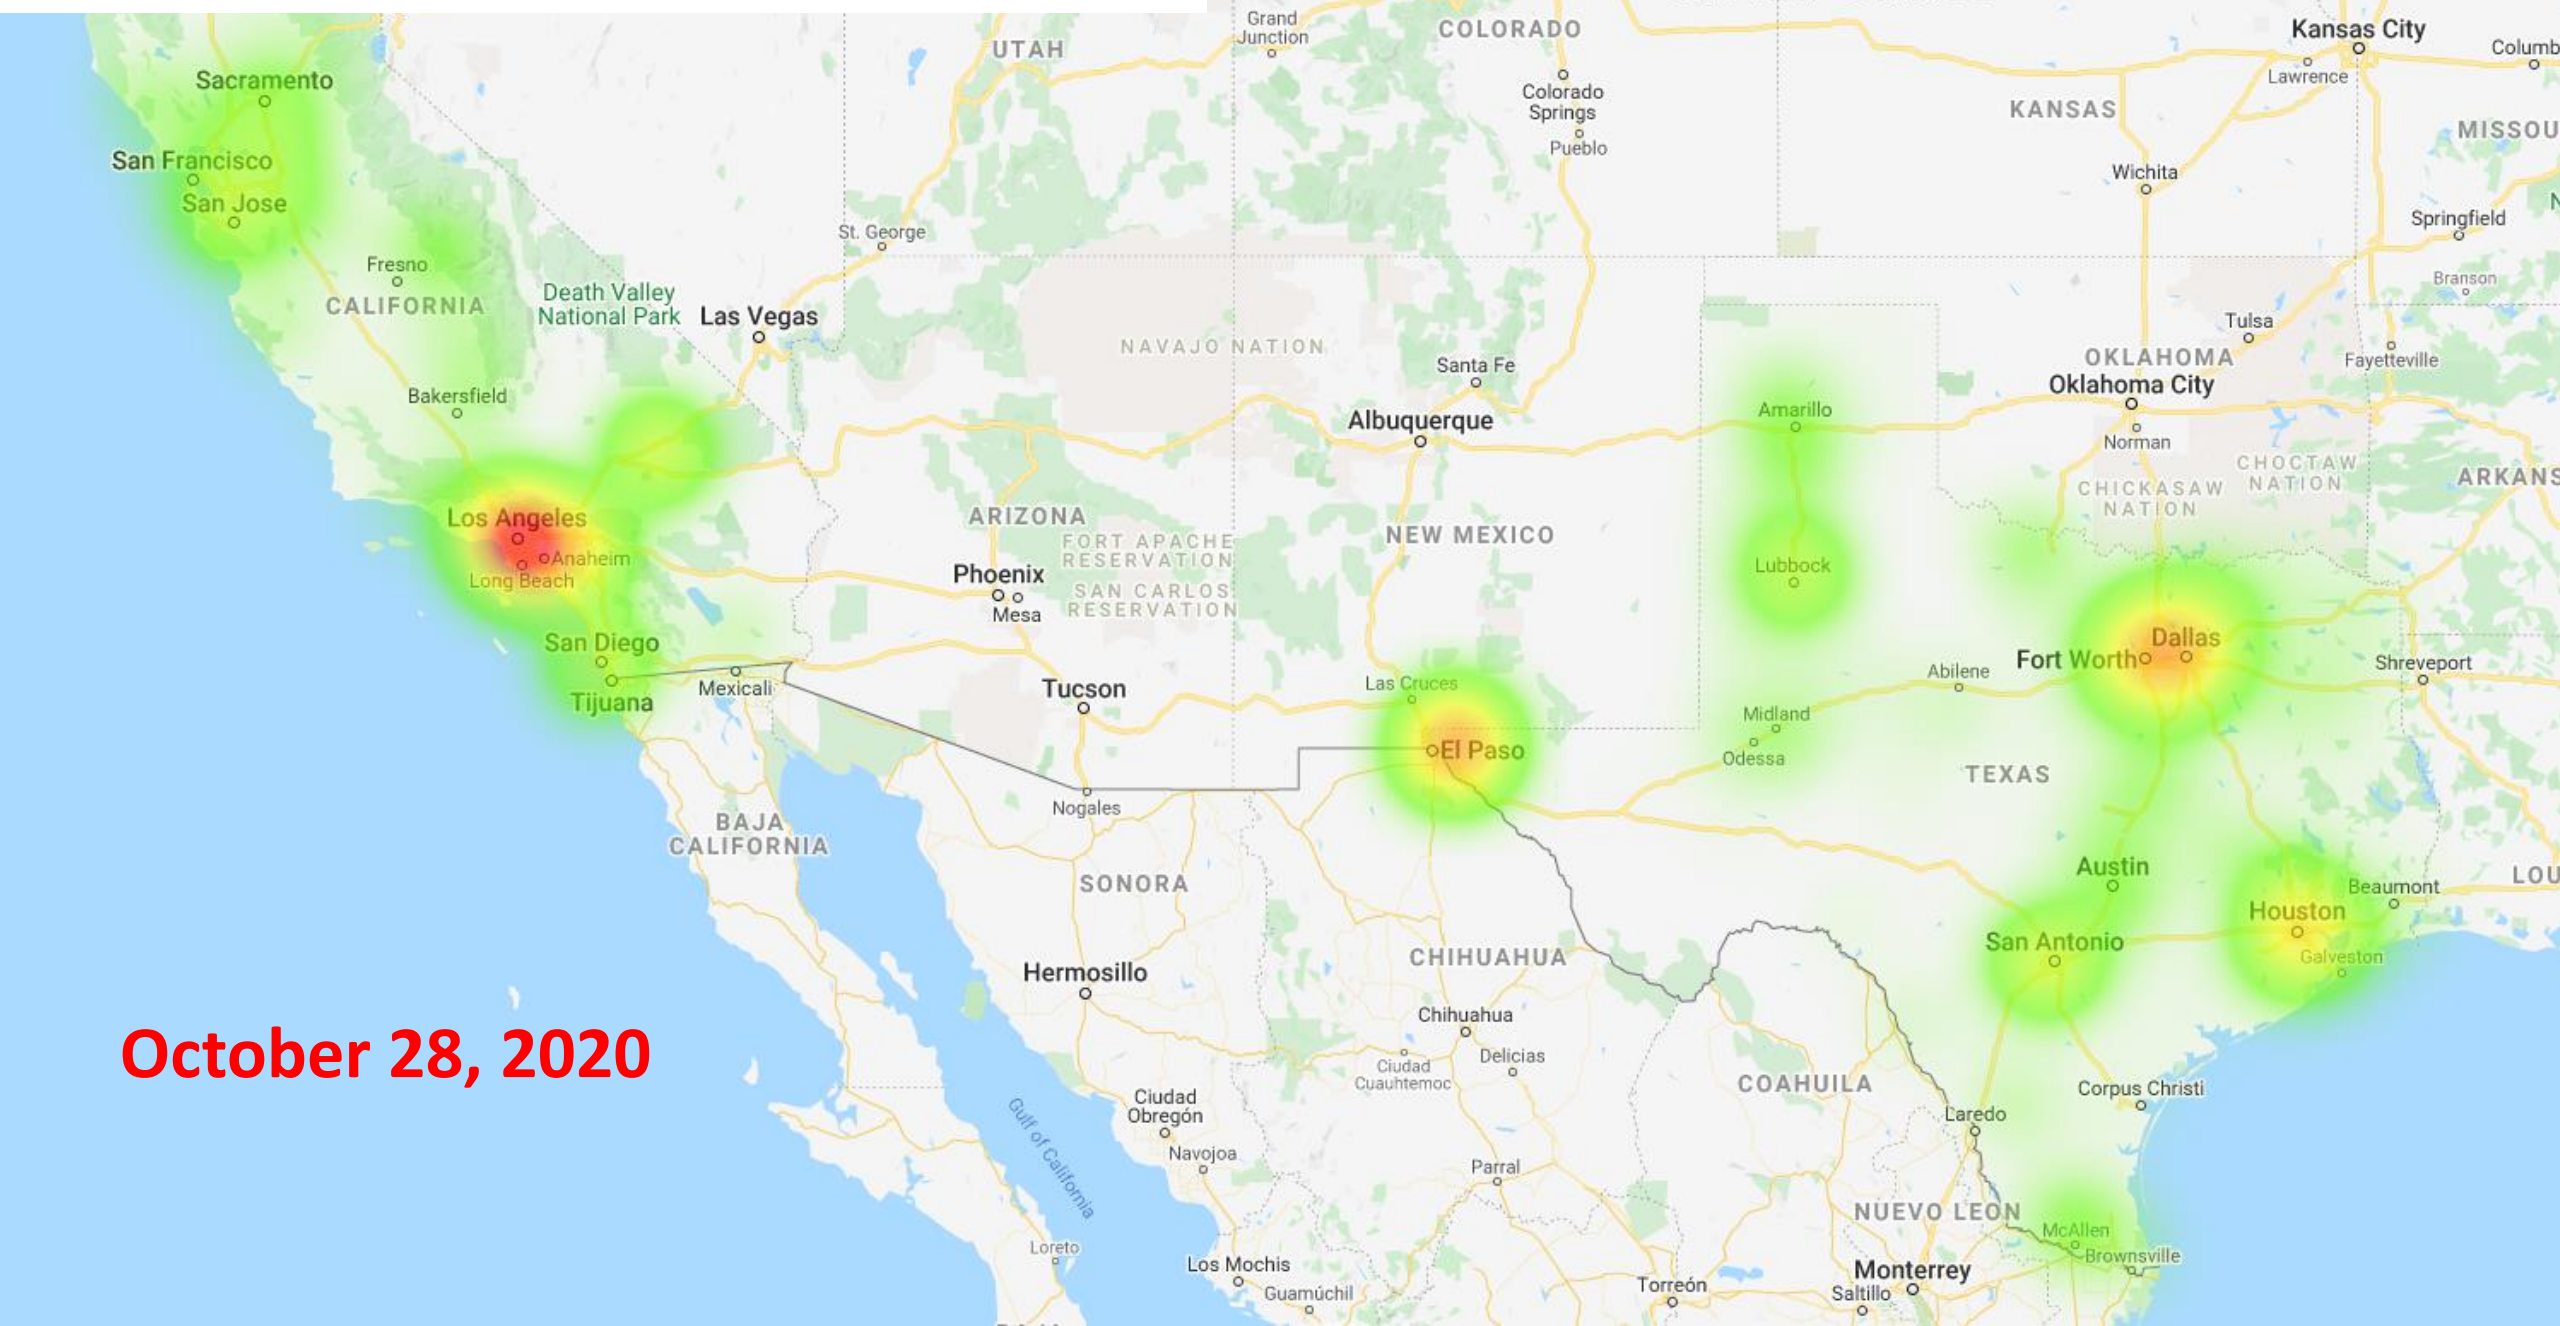 Grand
Junction
COLORADO
Kansas City
UTAH
Columb
Sacramento
Lawrence
Colorado
Springs
KANSAS
MISSOU
Pueblo
San Francisco
Wichita
San Jose
N
Springfield
St. George
Fresno
Branson
CALIFORNIA
Death Valley
National Park
Las Vegas
Tulsa
NAVAJO NATION
OKLAHOMA
Fayetteville
Santa Fe
Oklahoma City
Bakersfield
Amarillo
Albuquerque
Norman
CHOCTAW
NATION
ARKANS
CHICKASAW
NATION
Los Angeles
ARIZONA
NEW MEXICO
FORT APACHE
RESERVATION
Anaheim
Long Beach
Lubbock
Phoenix
SAN CARLOS
RESERVATION
Mesa
San Diego
Dallas
Fort Worth
Shreveport
Abilene
Las Cruces
Mexicali
Tucson
Tijuana
Midland
El Paso
Odessa
TEXAS
Nogales
BAJA
CALIFORNIA
Austin
SONORA
LOU
Beaumont
Houston
San Antonio
CHIHUAHUA
Galveston
Hermosillo
Chihuahua
October 28, 2020
Delicias
Ciudad
Cuauhtemoc
COAHUILA
Corpus Christi
Ciudad
Obregón
Laredo
Gulf of California
Navojoa
Parral
NUEVO LEON
McAllen
Loreto
Brownsville
Los Mochis
Monterrey
Torreón
Saltillo
Guamúchil